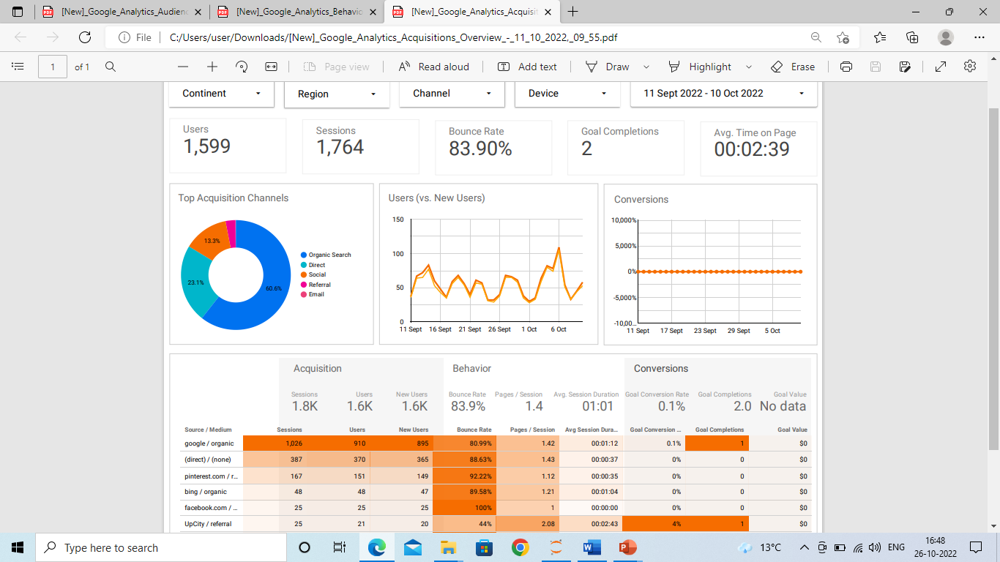 [New]_Google_Analytics_Audien
[New]_Google_Analytics_Behavio
[New]_Google_Analytics_Acquisit
File C:/Users/user/Downloads/[New]_Google_Analytics_Acquisitions_Overview_-_11_10_2022,_09_55.pdf
1 of 1 Page view Read aloud Add text Draw Highlight Erase
Continent Region Channel Device 11 Sept 2022 - 10 Oct 2022
Users Sessions Bounce Rate Goal Completions Avg. Time on Page
1,599 1,764 83.90% 2 00:02:39
Top Acquisition Channels
13.3%
23.1%
60.6%
Organic Search
Direct
Social
Referral
Email
Users (vs. New Users)
150
100
50
0
11 Sept 16 Sept 21 Sept 26 Sept 1 Oct 6 Oct
Conversions
10,000%
5,000%
0%
-5,000%
-10,00...
11 Sept 17 Sept 23 Sept 29 Sept 5 Oct
Acquisition Behavior Conversions
Sessions Users New Users Bounce Rate Pages / Session Avg. Session Duration Goal Conversion Rate Goal Completions Goal Value
1.8K 1.6K 1.6K 83.9% 1.4 01:01 0.1% 2.0 No data
Source / Medium Sessions Users New Users Bounce Rate Pages / Session Avg Session Dura... Goal Conversion ... Goal Completions Goal Value
google / organic 1,026 910 895 80.99% 1.42 00:01:12 0.1% 1 $0
(direct) / (none) 387 370 365 88.63% 1.43 00:00:37 0% 0 $0
pinterest.com / r... 167 151 149 92.22% 1.12 00:00:35 0% 0 $0
bing / organic 48 48 47 89.58% 1.21 00:01:04 0% 0 $0
facebook.com / ... 25 25 25 100% 1 00:00:00 0% 0 $0
UpCity / referral 25 21 20 44% 2.08 00:02:43 4% 1 $0
Type here to search
13°C ENG
16:48
26-10-2022